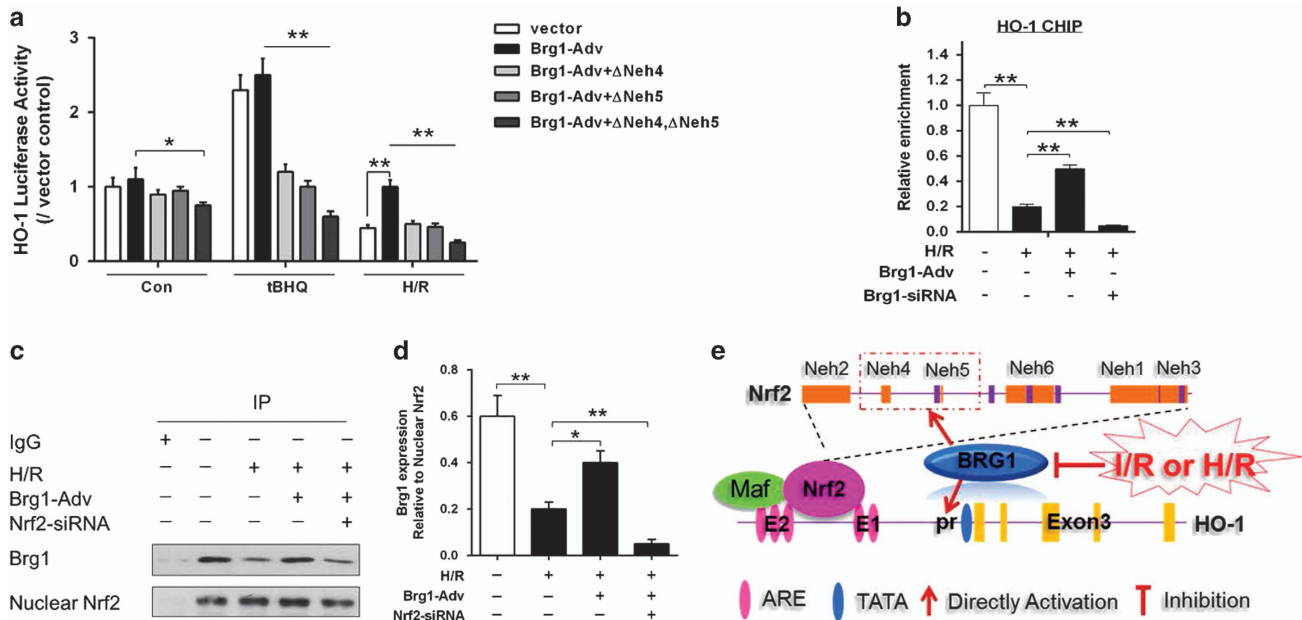 a
HO-1 Luciferase Activity
(/ vector control)
3
2
1
0
*
**
**
**
Con
tBHQ
H/R
vector
Brg1-Adv
Brg1-Adv+ΔNeh4
Brg1-Adv+ΔNeh5
Brg1-Adv+ΔNeh4,ΔNeh5
b
HO-1 CHIP
Relative enrichment
1.4
1.2
1.0
0.8
0.6
0.4
0.2
0.0
**
**
**
H/R - + + +
Brg1-Adv - - + -
Brg1-siRNA - - - +
c
IP
IgG + - - - -
H/R - - + + +
Brg1-Adv - - - + +
Nrf2-siRNA - - - - +
Brg1
Nuclear Nrf2
d
Brg1 expression
Relative to Nuclear Nrf2
0.8
0.6
0.4
0.2
0.0
**
**
*
H/R - + + +
Brg1-Adv - - + +
Nrf2-siRNA - - - +
e
Neh2 Neh4 Neh5 Neh6 Neh1 Neh3
Nrf2
BRG1
I/R or H/R
Maf
Nrf2
E2
E1
pr
Exon3
HO-1
ARE
TATA
Directly Activation
Inhibition